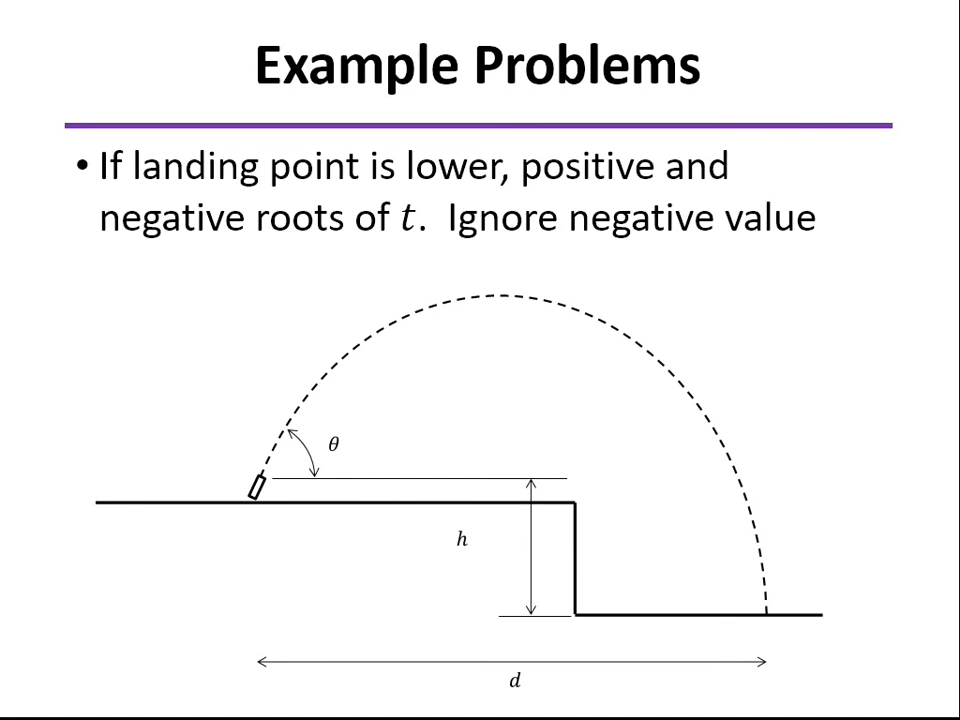 Example Problems
• If landing point is lower, positive and
negative roots of t. Ignore negative value
θ
h
d